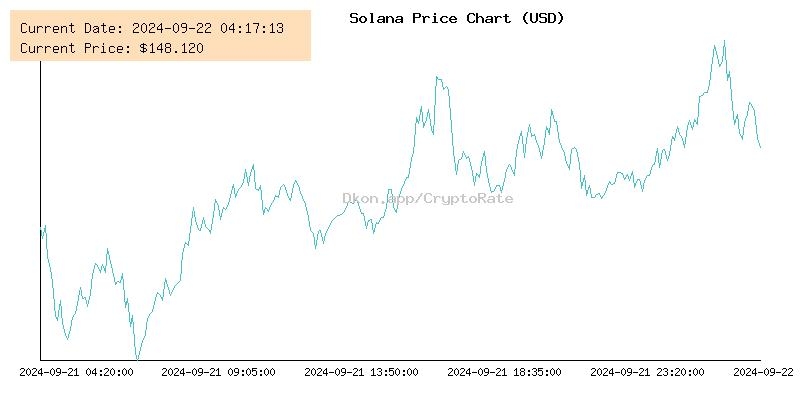 Solana Price Chart (USD)
Current Date: 2024-09-22 04:17:13
Current Price: $148.120
Dkon.app/CryptoRate
2024-09-21 04:20:00 2024-09-21 09:05:00 2024-09-21 13:50:00 2024-09-21 18:35:00 2024-09-21 23:20:00 2024-09-22